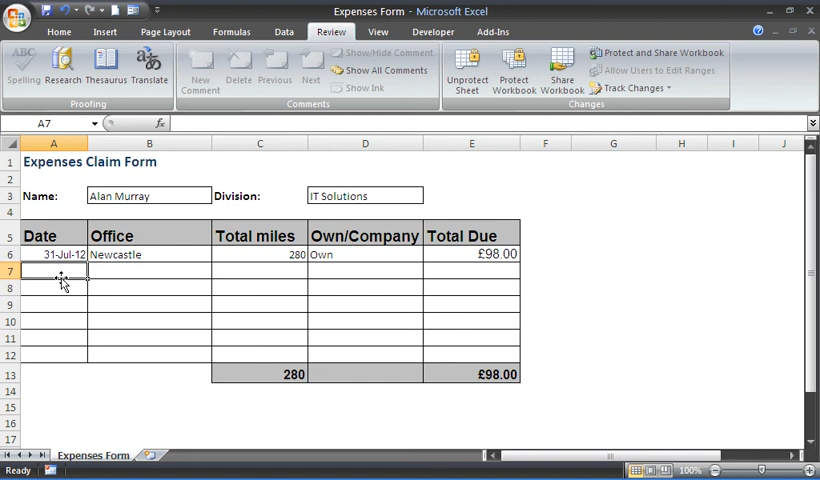 Expenses Form - Microsoft Excel
Home Insert Page Layout Formulas Data Review View Developer Add-Ins
ABC
Spelling Research Thesaurus Translate
Proofing
New Comment Delete Previous Next
Show/Hide Comment
Show All Comments
Show Ink
Comments
Unprotect Sheet Protect Workbook Share Workbook
Protect and Share Workbook
Allow Users to Edit Ranges
Track Changes
Changes
A7 fx
A B C D E F G H I J
1 Expenses Claim Form
2
3 Name: Alan Murray Division: IT Solutions
4
5 Date Office Total miles Own/Company Total Due
6 31-Jul-12 Newcastle 280 Own £98.00
7
8
9
10
11
12
13 280 £98.00
14
15
16
17
Expenses Form
Ready 100%